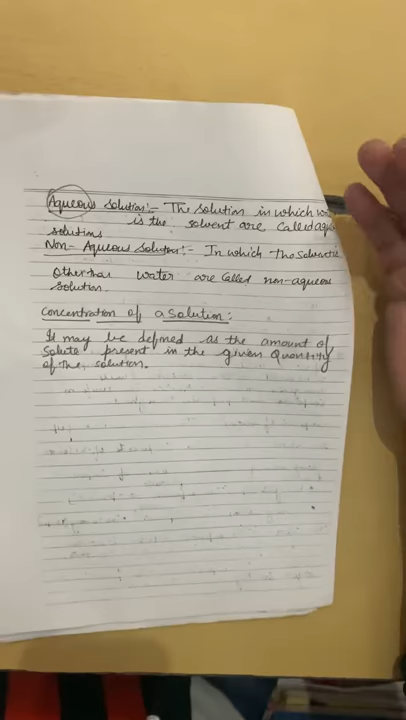 Aqueous solution:- The solution in which
is the solvent are called
solutions
Non-Aqueous Solution:- In which The Solvent is
Other than water are Called non-aqueous
Solution.
Concentration of a solution:
It may be defined as the amount of
Solute present in the given Quantity
of The solution.